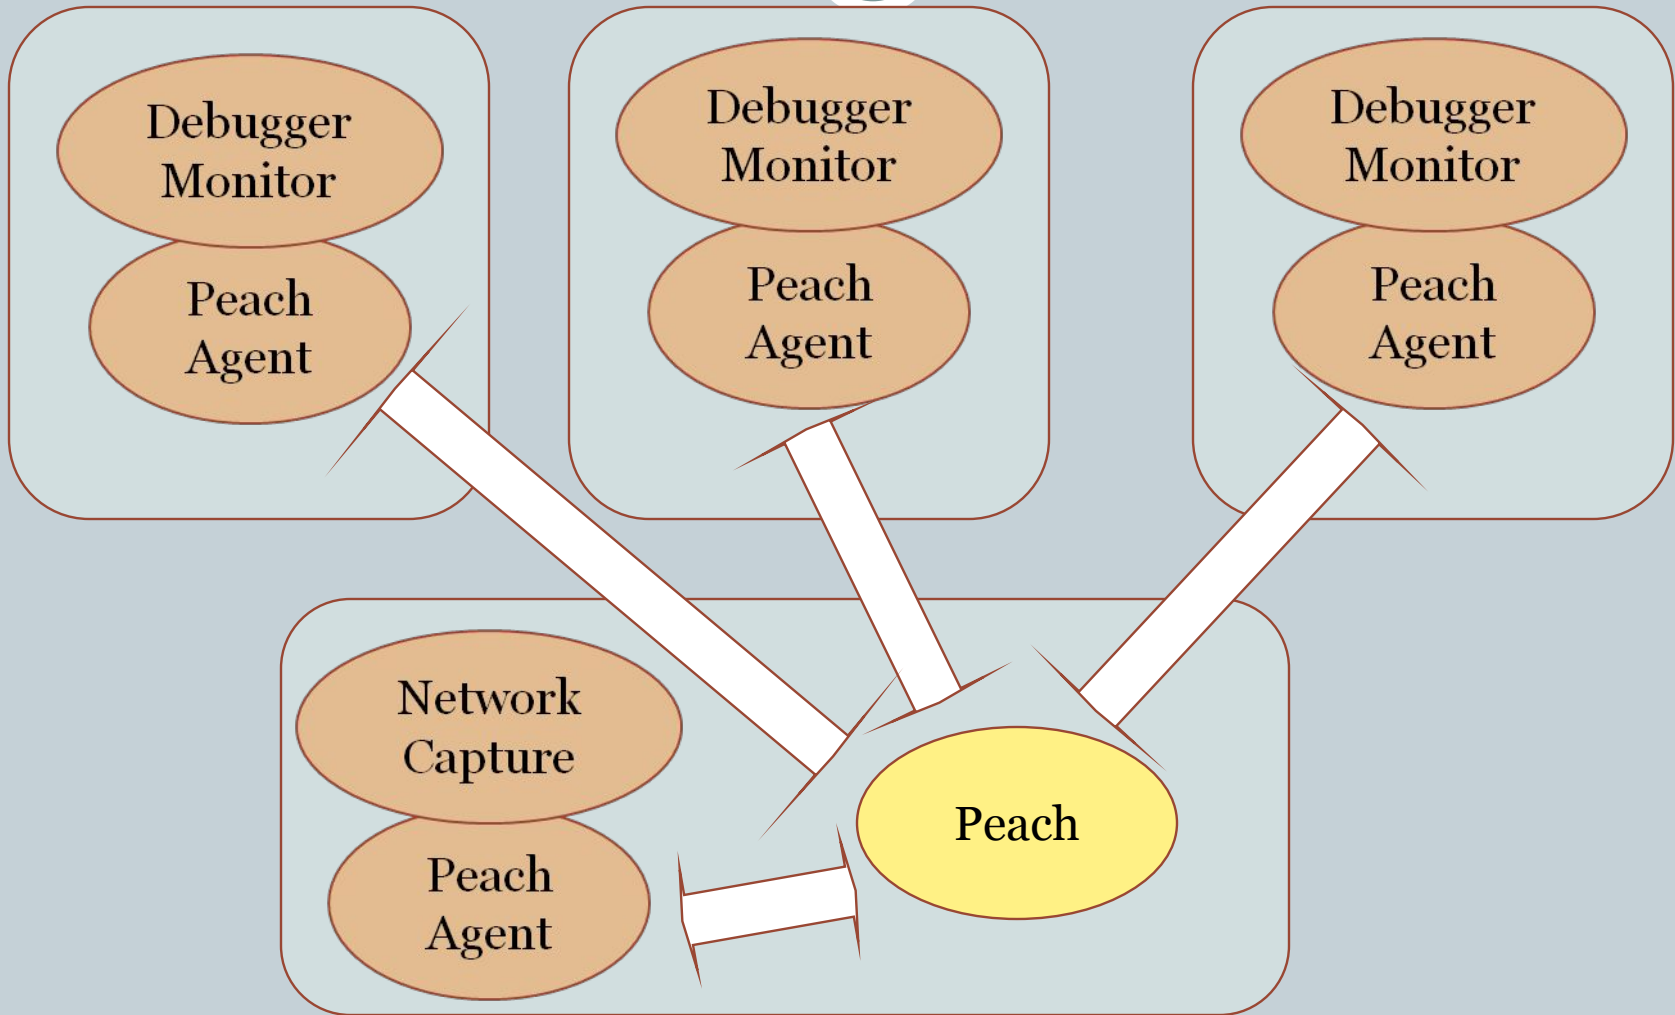 Debugger
Monitor
Peach
Agent
Debugger
Monitor
Peach
Agent
Debugger
Monitor
Peach
Agent
Network
Capture
Peach
Agent
Peach